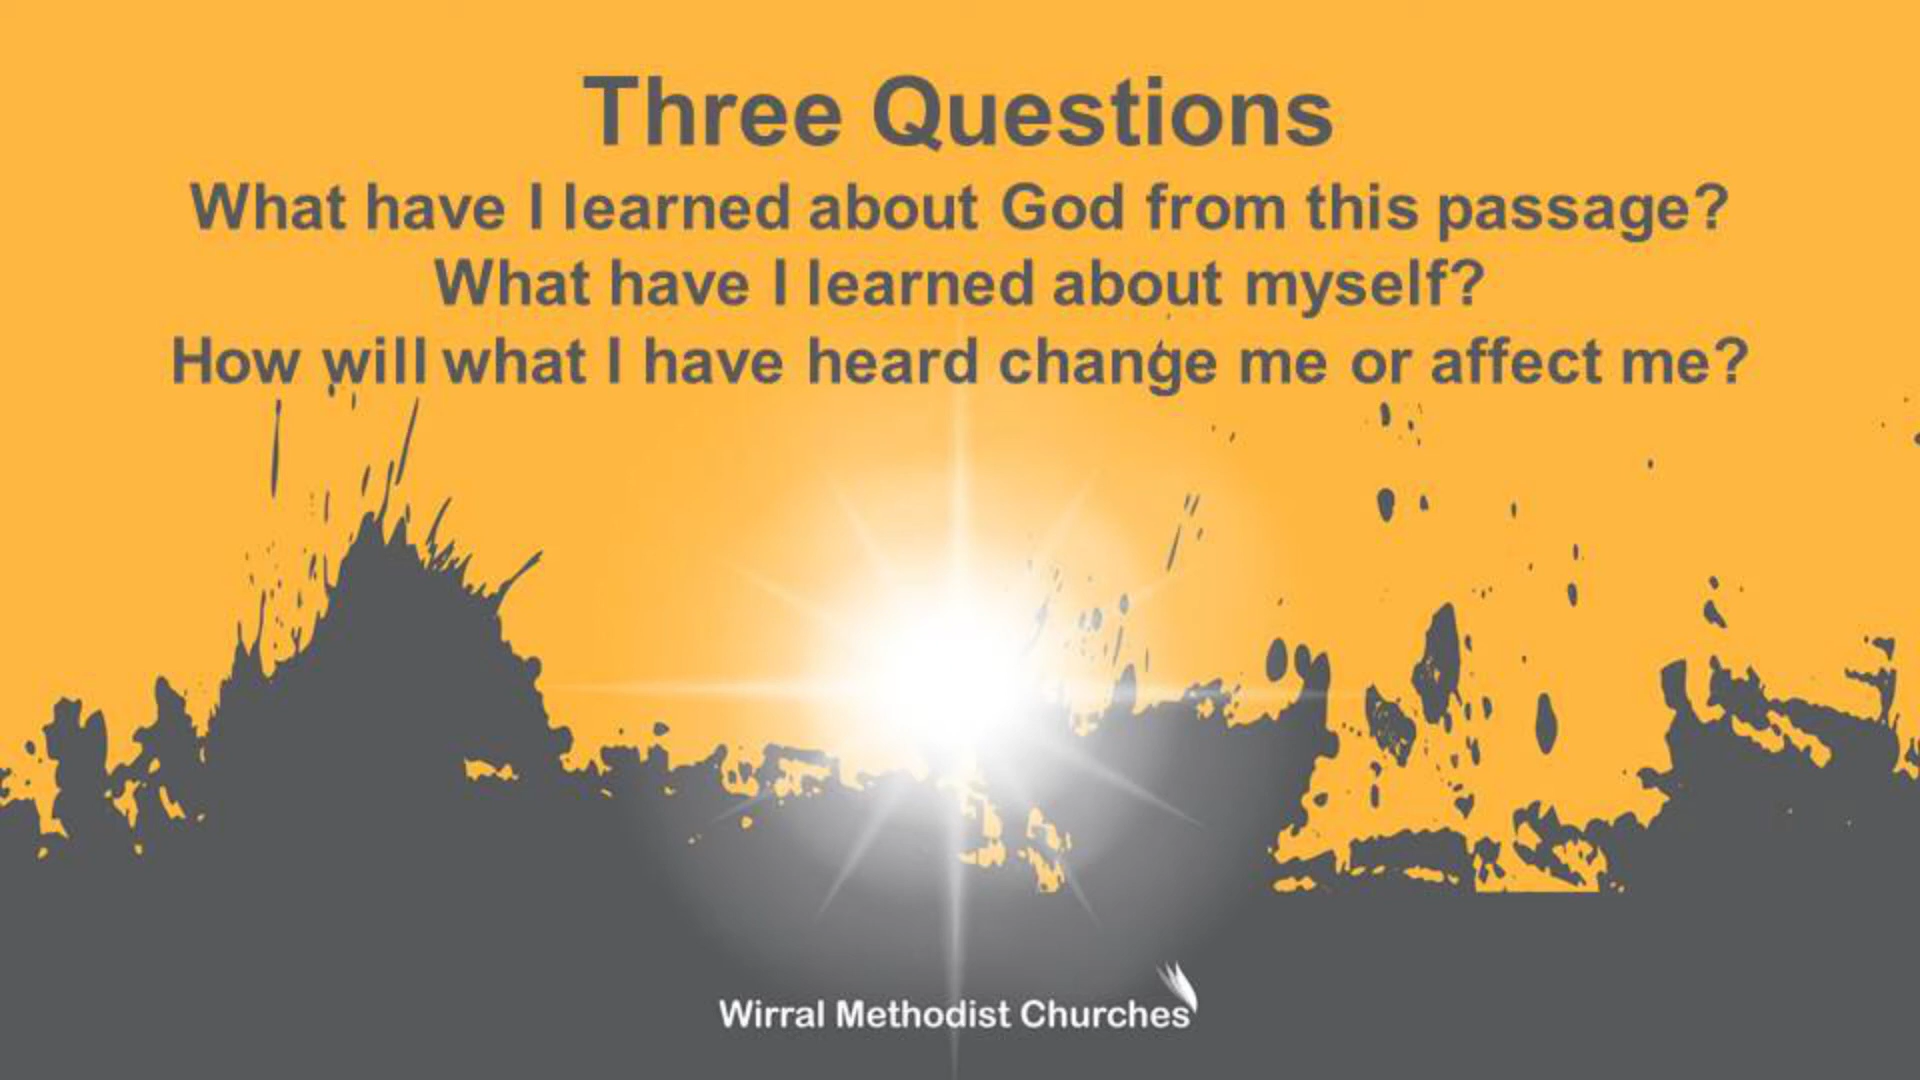 Three Questions
What have I learned about God from this passage?
What have I learned about myself?
How will what I have heard change me or affect me?
Wirral Methodist Churches